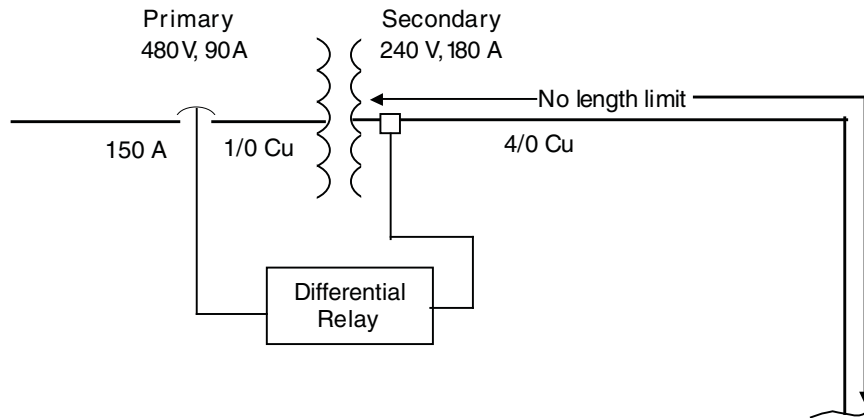 Primary
480V, 90A
Secondary
240 V, 180 A
No length limit
150 A
1/0 Cu
4/0 Cu
Differential
Relay